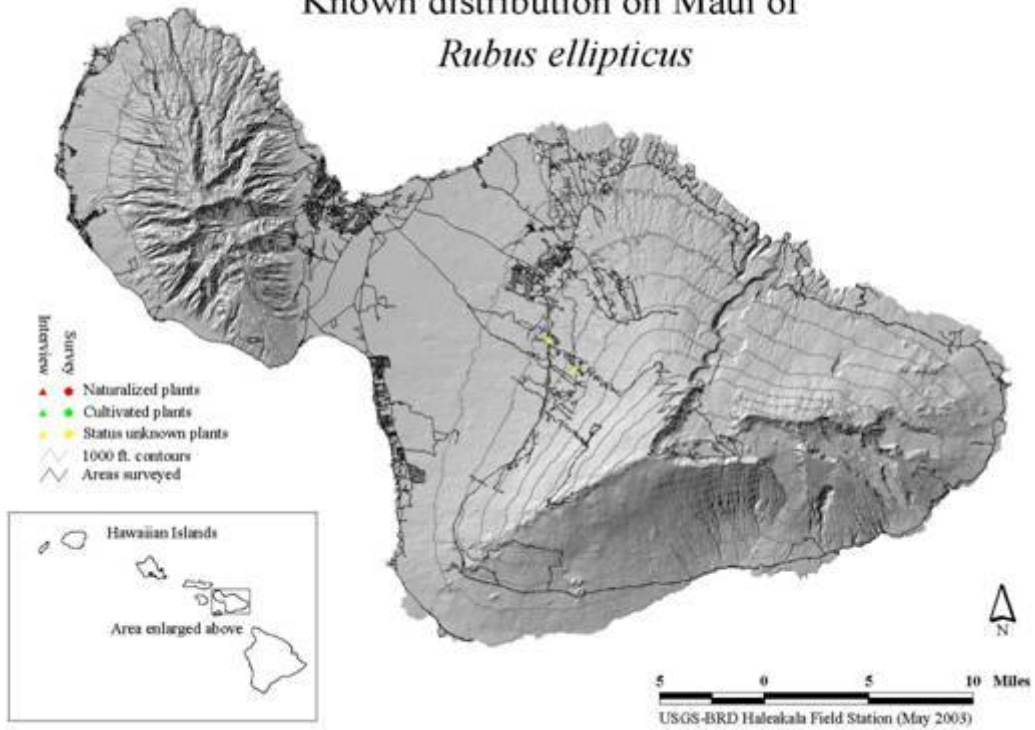 Known distribution on Maui of
Rubus ellipticus
Interview
Survey
Naturalized plants
Cultivated plants
Status unknown plants
1000 ft. contours
Areas surveyed
Hawaiian Islands
Area enlarged above
N
5 0 5 10 Miles
USGS-BRD Haleakala Field Station (May 2003)